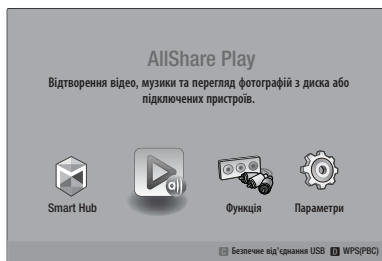 AllShare Play
Відтворення відео, музики та перегляд фотографій з диска або
підключених пристроїв.
Smart Hub
Функція
Параметри
C Безпечне від'єднання USB D WPS(PBC)